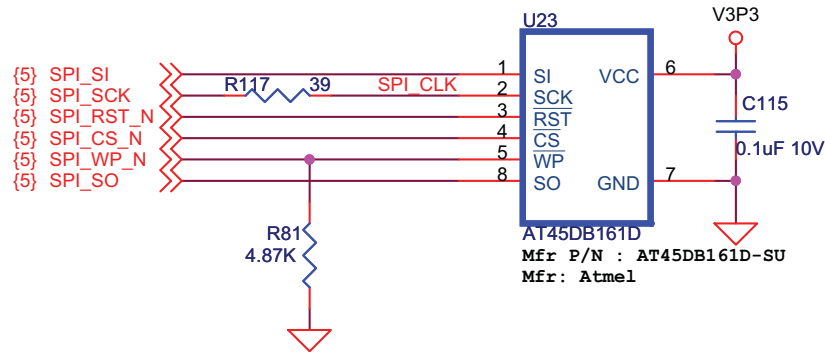 U23
V3P3
{5} SPI_SI 1 SI VCC 6
{5} SPI_SCK R117 39 SPI_CLK 2 SCK
{5} SPI_RST_N 3 RST
{5} SPI_CS_N 4 CS
{5} SPI_WP_N 5 WP
{5} SPI_SO 8 SO GND 7
C115
0.1uF 10V
R81
4.87K
AT45DB161D
Mfr P/N : AT45DB161D-SU
Mfr: Atmel